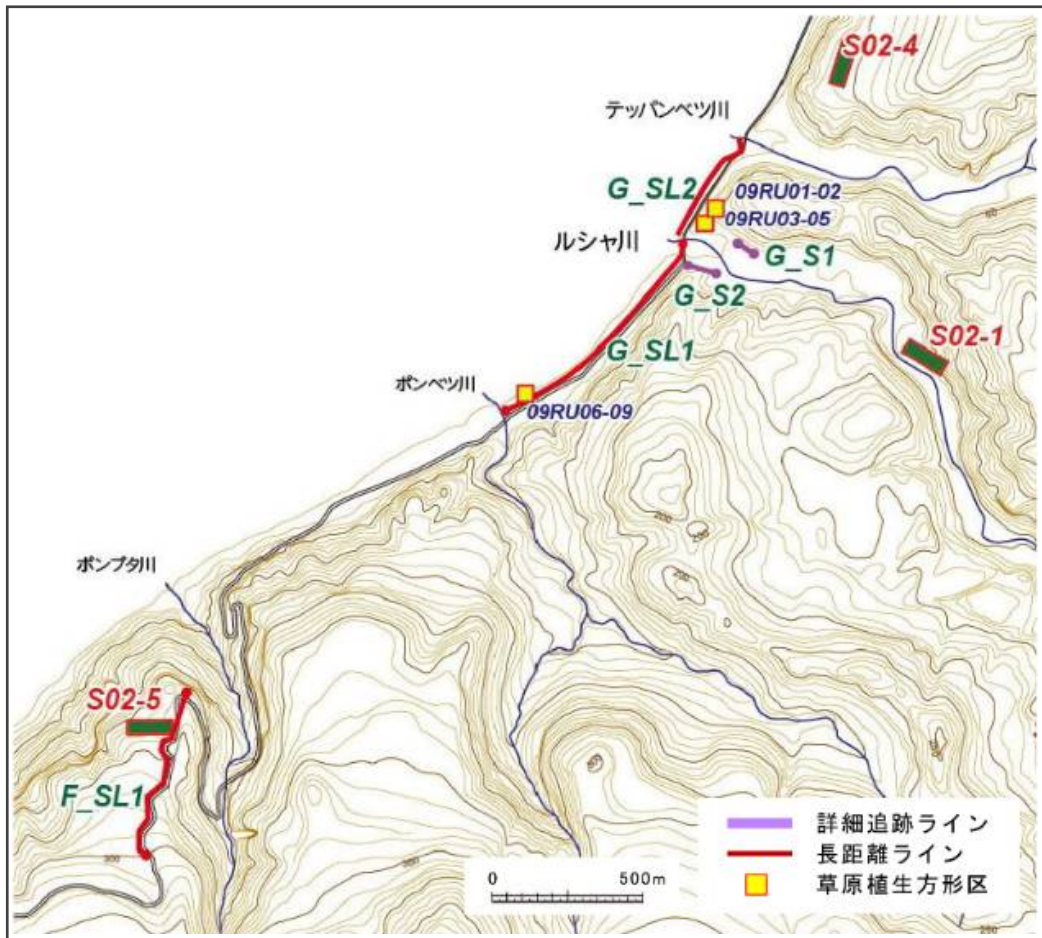 S02-4
テッパンベツ川
G_SL2
09RU01-02
09RU03-05
ルシャ川
G_S1
G_S2
S02-1
G_SL1
ポンベツ川
09RU06-09
ポンプタ川
S02-5
F_SL1
300
詳細追跡ライン
長距離ライン
草原植生方形区
0 500m